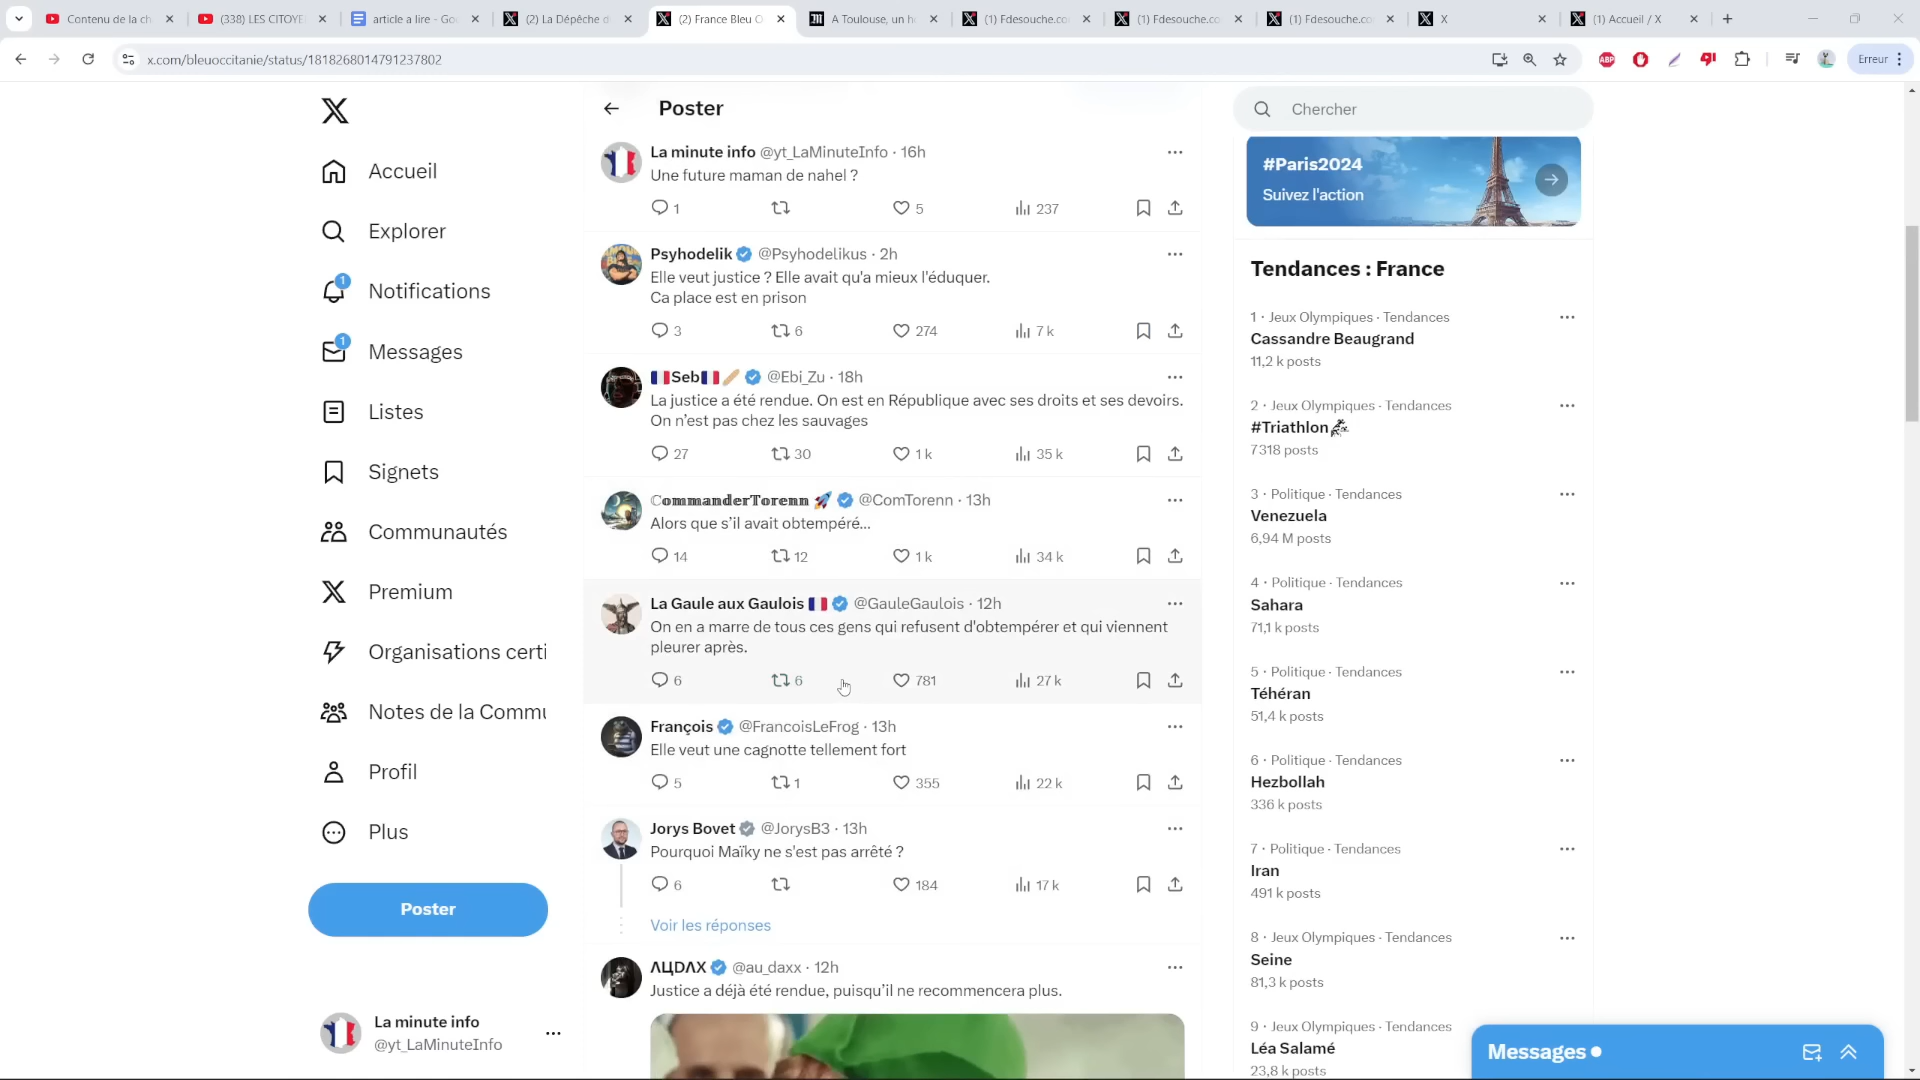 Contenu de la ch
(338) LES CITOYE
article a lire - Go
(2) La Dépêche d
(2) France Bleu O
A Toulouse, un h
(1) Fdesouche.co
(1) Fdesouche.co
(1) Fdesouche.co
X
(1) Accueil / X
x.com/bleuoccitanie/status/1818268014791237802
ABP
Erreur
Accueil
Explorer
1
Notifications
1
Messages
Listes
Signets
Communautés
Premium
Organisations certi
Notes de la Commu
Profil
Plus
Poster
La minute info
@yt_LaMinuteInfo
Poster
La minute info @yt_LaMinuteInfo · 16h
Une future maman de nahel ?
1 5 237
Psyhodelik @Psyhodelikus · 2h
Elle veut justice ? Elle avait qu'a mieux l'éduquer.
Ca place est en prison
3 6 274 7 k
Seb @Ebi_Zu · 18h
La justice a été rendue. On est en République avec ses droits et ses devoirs.
On n’est pas chez les sauvages
27 30 1 k 35 k
ℂommanderTorenn @ComTorenn · 13h
Alors que s’il avait obtempéré...
14 12 1 k 34 k
La Gaule aux Gaulois @GauleGaulois · 12h
On en a marre de tous ces gens qui refusent d'obtempérer et qui viennent
pleurer après.
6 6 781 27 k
François @FrancoisLeFrog · 13h
Elle veut une cagnotte tellement fort
5 1 355 22 k
Jorys Bovet @JorysB3 · 13h
Pourquoi Maïky ne s'est pas arrêté ?
6 184 17 k
Voir les réponses
ΛЦDΛX @au_daxx · 12h
Justice a déjà été rendue, puisqu’il ne recommencera plus.
Chercher
#Paris2024
Suivez l'action
Tendances : France
1 · Jeux Olympiques · Tendances
Cassandre Beaugrand
11,2 k posts
2 · Jeux Olympiques · Tendances
#Triathlon
7 318 posts
3 · Politique · Tendances
Venezuela
6,94 M posts
4 · Politique · Tendances
Sahara
71,1 k posts
5 · Politique · Tendances
Téhéran
51,4 k posts
6 · Politique · Tendances
Hezbollah
336 k posts
7 · Politique · Tendances
Iran
491 k posts
8 · Jeux Olympiques · Tendances
Seine
81,3 k posts
9 · Jeux Olympiques · Tendances
Léa Salamé
23,8 k posts
Messages